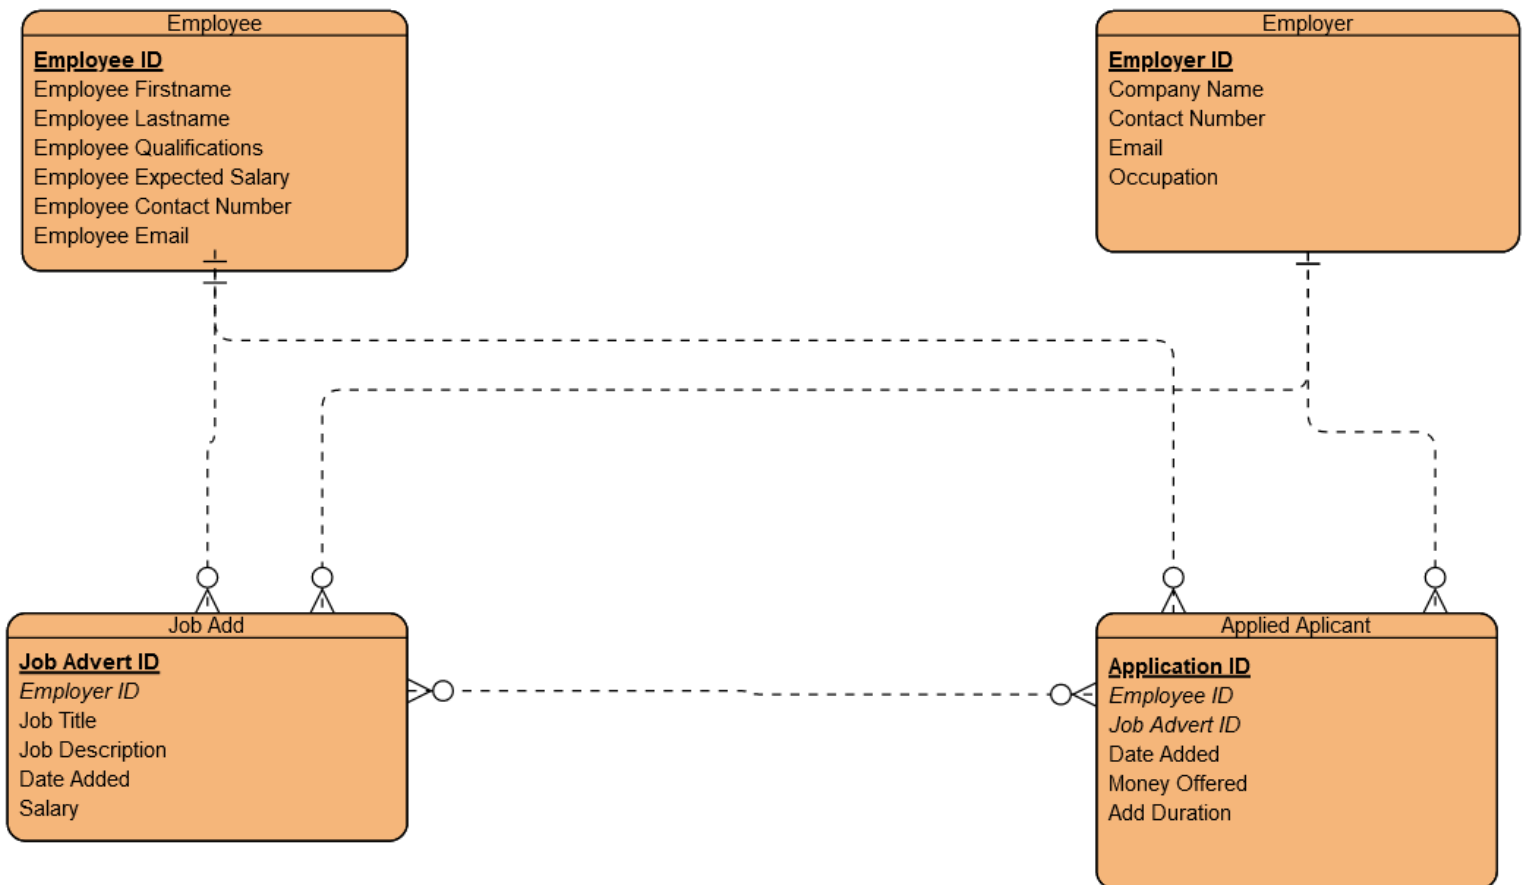 Employee
Employee ID
Employee Firstname
Employee Lastname
Employee Qualifications
Employee Expected Salary
Employee Contact Number
Employee Email
Employer
Employer ID
Company Name
Contact Number
Email
Occupation
Job Add
Job Advert ID
Employer ID
Job Title
Job Description
Date Added
Salary
Applied Aplicant
Application ID
Employee ID
Job Advert ID
Date Added
Money Offered
Add Duration